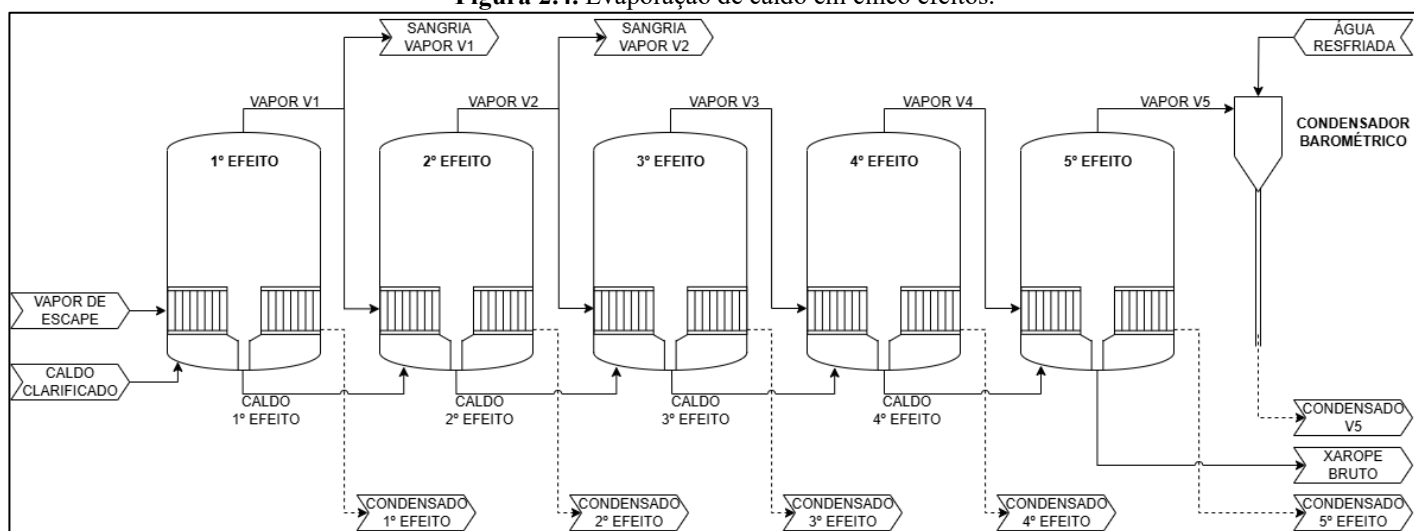 Figura 2.4. Evaporação de caldo em cinco efeitos.
SANGRIA
VAPOR V1
SANGRIA
VAPOR V2
ÁGUA
RESFRIADA
VAPOR V1
VAPOR V2
VAPOR V3
VAPOR V4
VAPOR V5
CONDENSADOR
BAROMÉTRICO
1º EFEITO
2º EFEITO
3º EFEITO
4º EFEITO
5º EFEITO
VAPOR DE
ESCAPE
CALDO
CLARIFICADO
CALDO
1º EFEITO
CALDO
2º EFEITO
CALDO
3º EFEITO
CALDO
4º EFEITO
CONDENSADO
V5
XAROPE
BRUTO
CONDENSADO
1º EFEITO
CONDENSADO
2º EFEITO
CONDENSADO
3º EFEITO
CONDENSADO
4º EFEITO
CONDENSADO
5º EFEITO